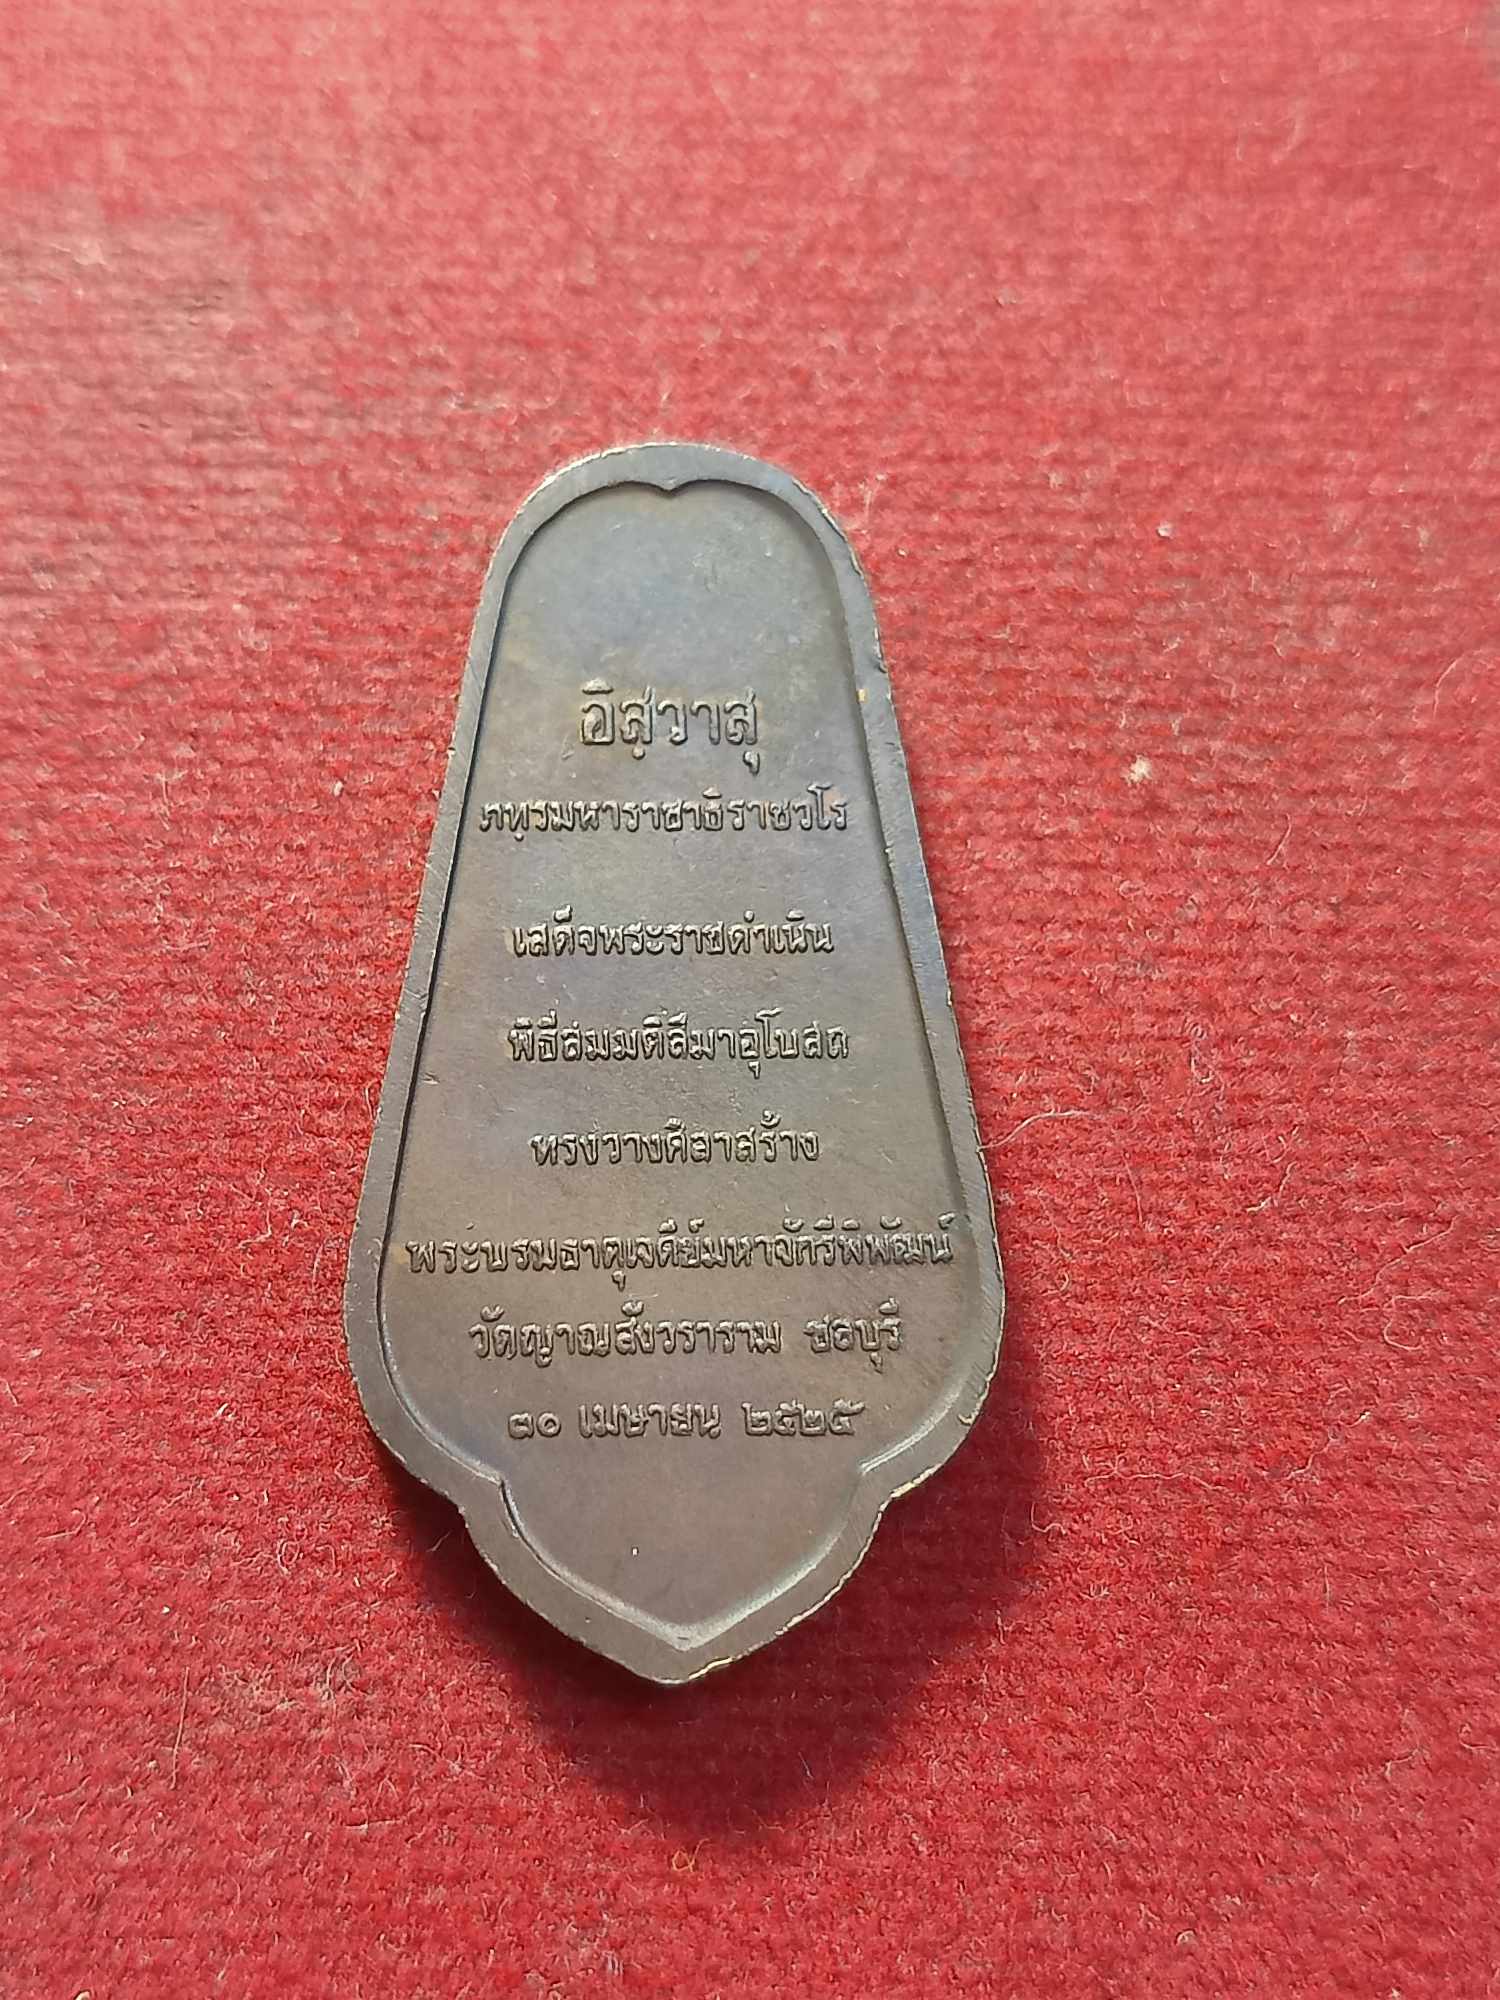 อิสฺวาสุ
ภทฺรมหาราชาธิราชวโร
เสด็จพระราชดำเนิน
พิธีสมมติสีมาอุโบสถ
ทรงวางศิลาสร้าง
พระบรมธาตุเจดีย์มหาจักรีพิพัฒน์
วัดญาณสังวราราม ชลบุรี
๓๐ เมษายน ๒๕๒๕